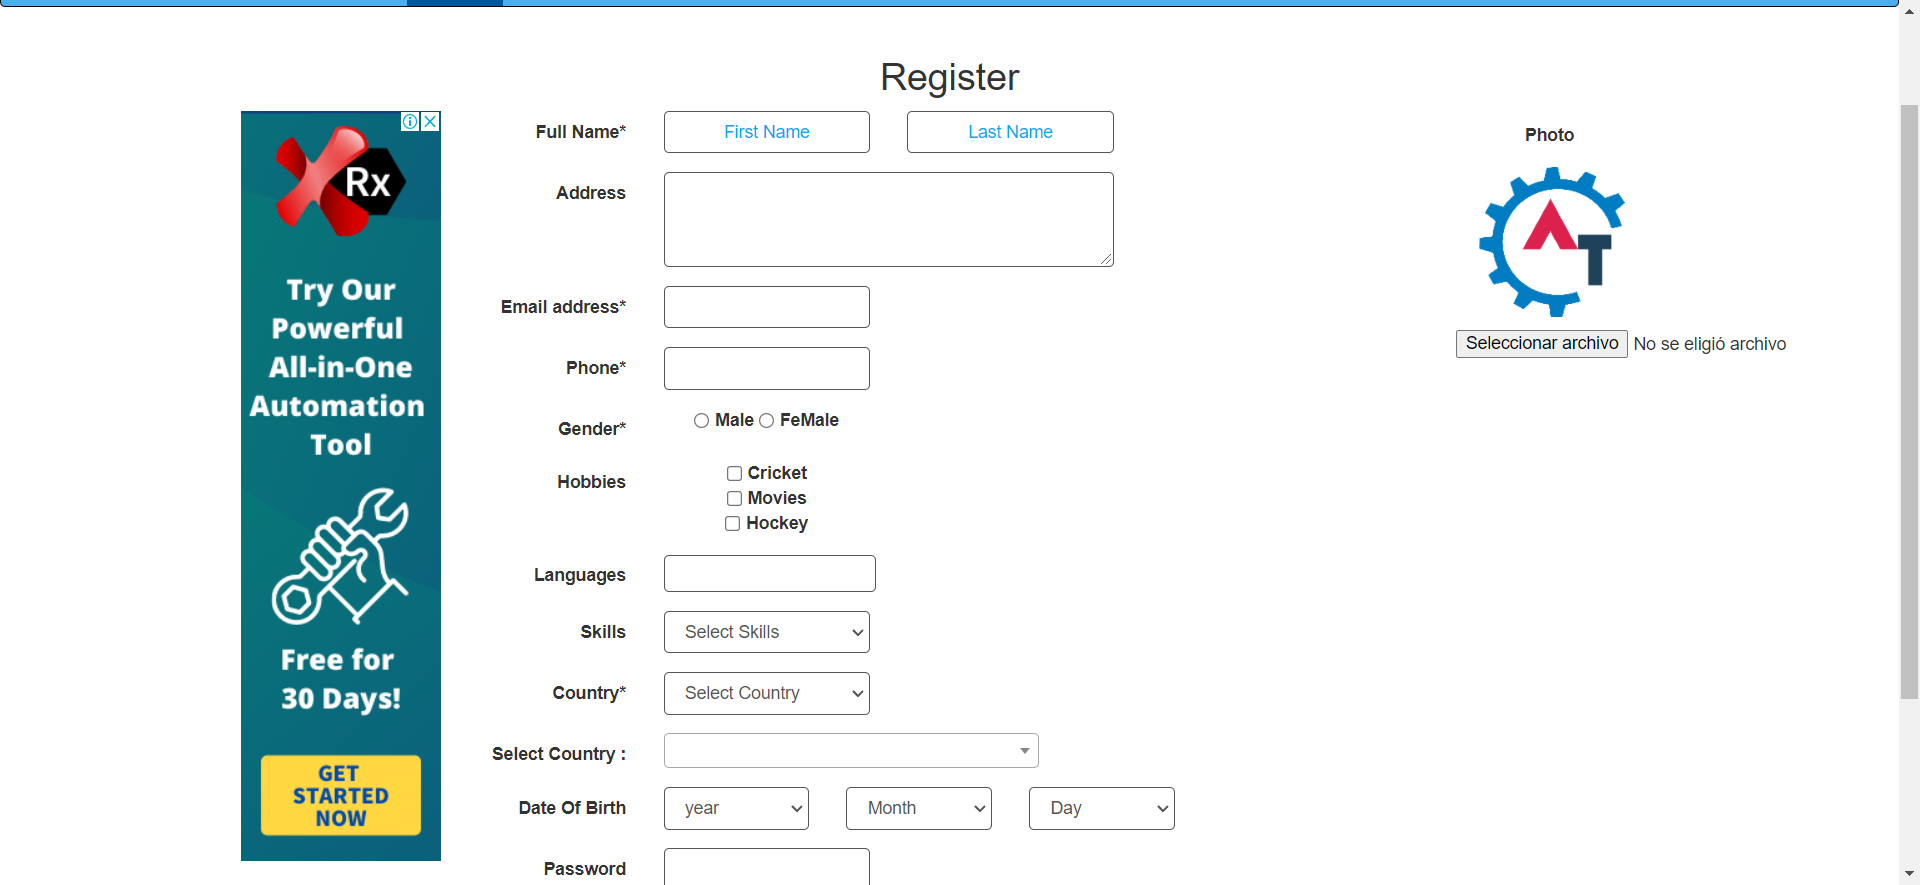 Register
Rx
Try Our
Powerful
All-in-One
Automation
Tool
Free for
30 Days!
GET
STARTED
NOW
Full Name* First Name Last Name
Address
Email address*
Phone*
Gender* Male FeMale
Hobbies Cricket
Movies
Hockey
Languages
Skills Select Skills
Country* Select Country
Select Country :
Date Of Birth year Month Day
Password
Photo
AT
Seleccionar archivo No se eligió archivo